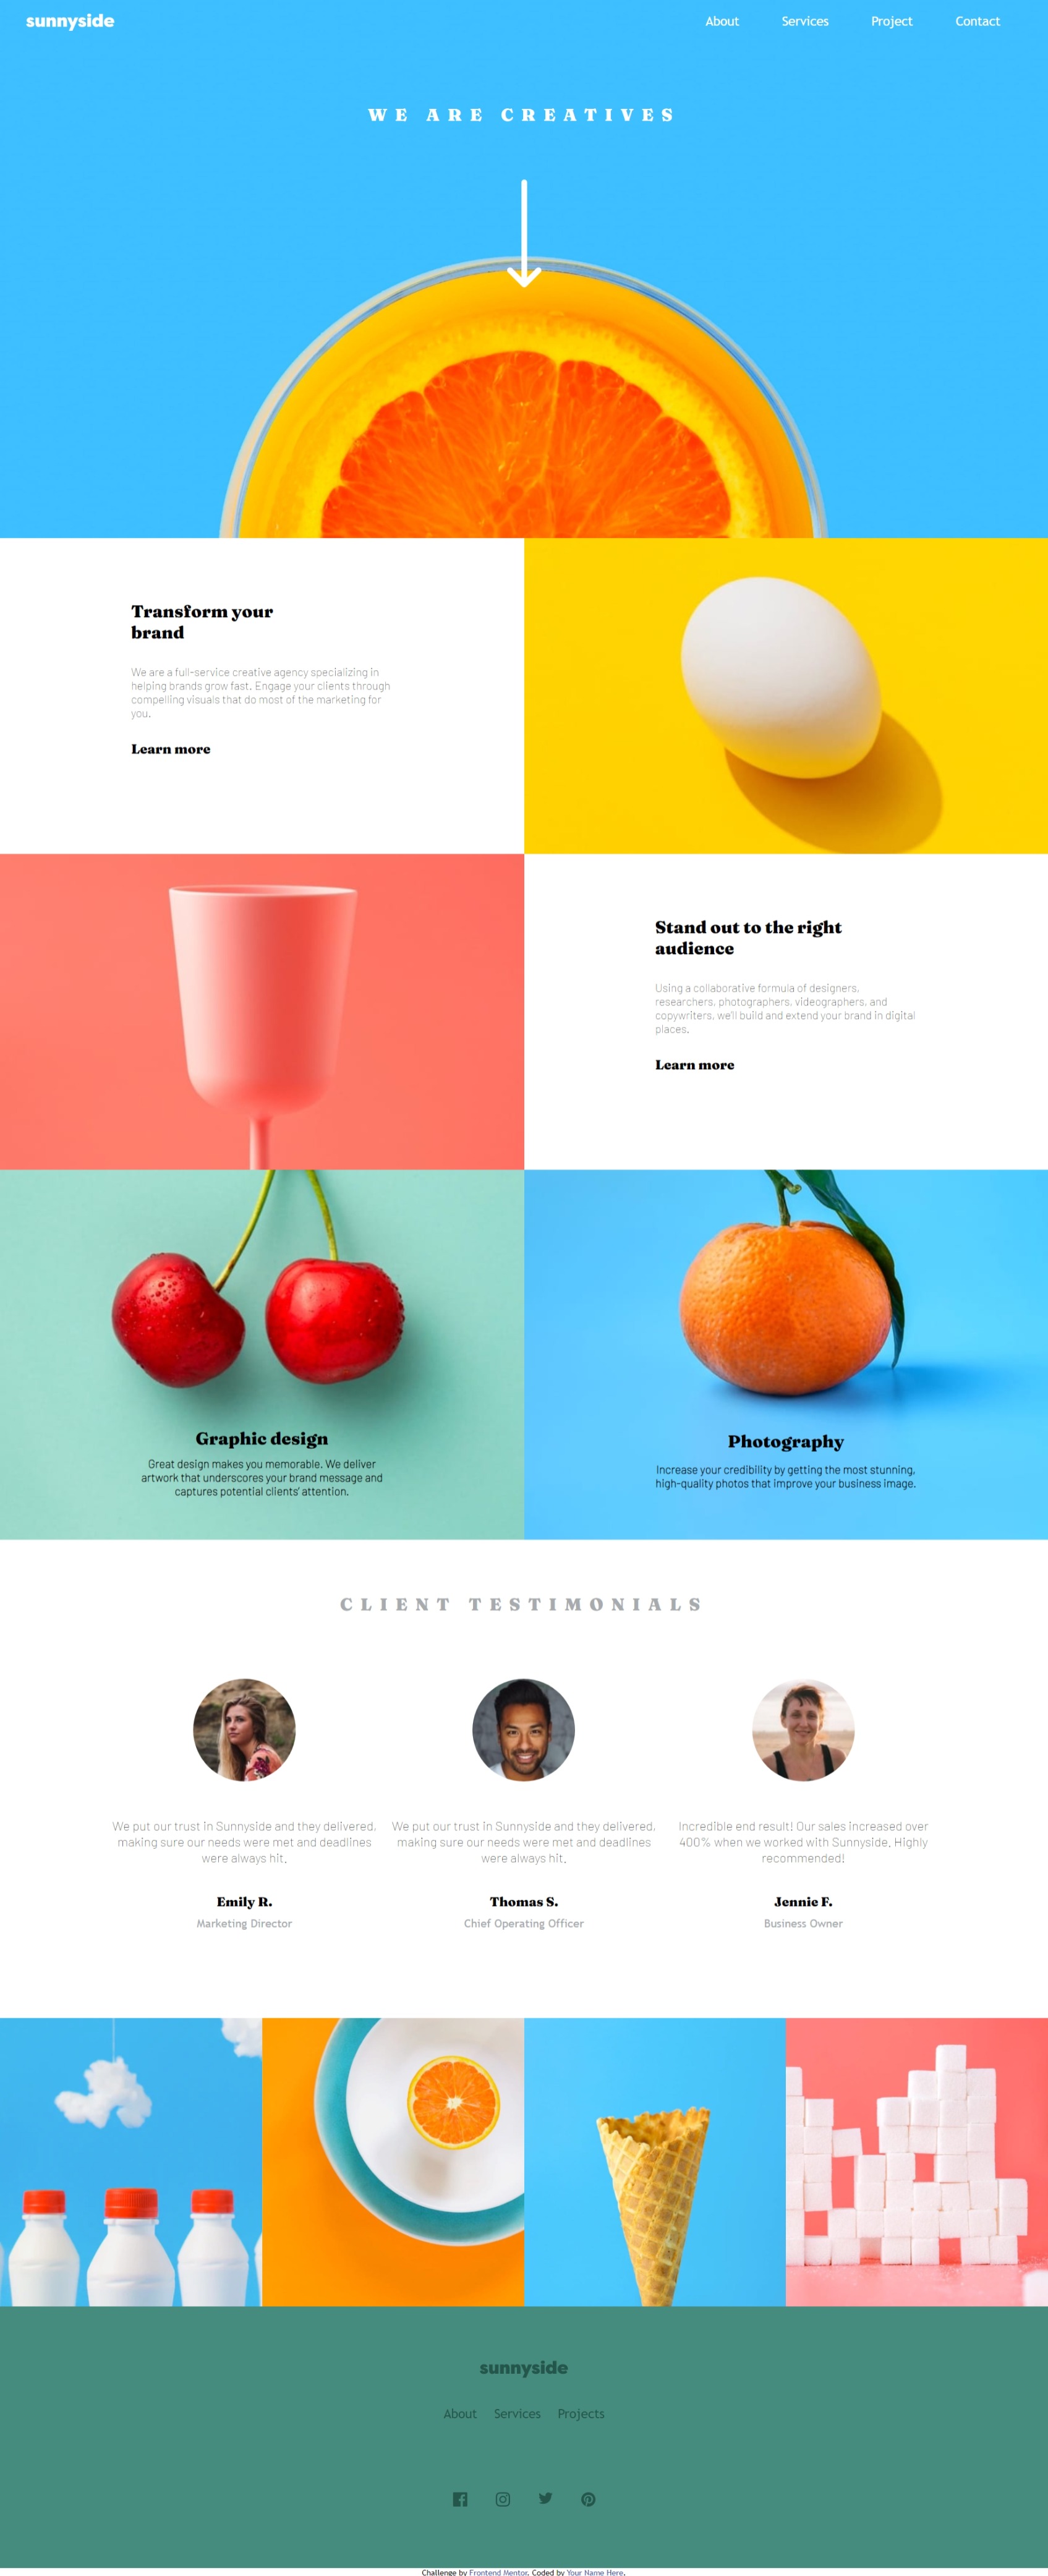 sunnyside
About Services Project Contact
WE ARE CREATIVES
Transform your
brand
We are a full-service creative agency specializing in
helping brands grow fast. Engage your clients through
compelling visuals that do most of the marketing for
you.
Learn more
Stand out to the right
audience
Using a collaborative formula of designers,
researchers, photographers, videographers, and
copywriters, we'll build and extend your brand in digital
places.
Learn more
Graphic design
Great design makes you memorable. We deliver
artwork that underscores your brand message and
captures potential clients' attention.
Photography
Increase your credibility by getting the most stunning,
high-quality photos that improve your business image.
CLIENT TESTIMONIALS
We put our trust in Sunnyside and they delivered,
making sure our needs were met and deadlines
were always hit.
Emily R.
Marketing Director
We put our trust in Sunnyside and they delivered,
making sure our needs were met and deadlines
were always hit.
Thomas S.
Chief Operating Officer
Incredible end result! Our sales increased over
400% when we worked with Sunnyside. Highly
recommended!
Jennie F.
Business Owner
sunnyside
About Services Projects
Challenge by Frontend Mentor. Coded by Your Name Here.